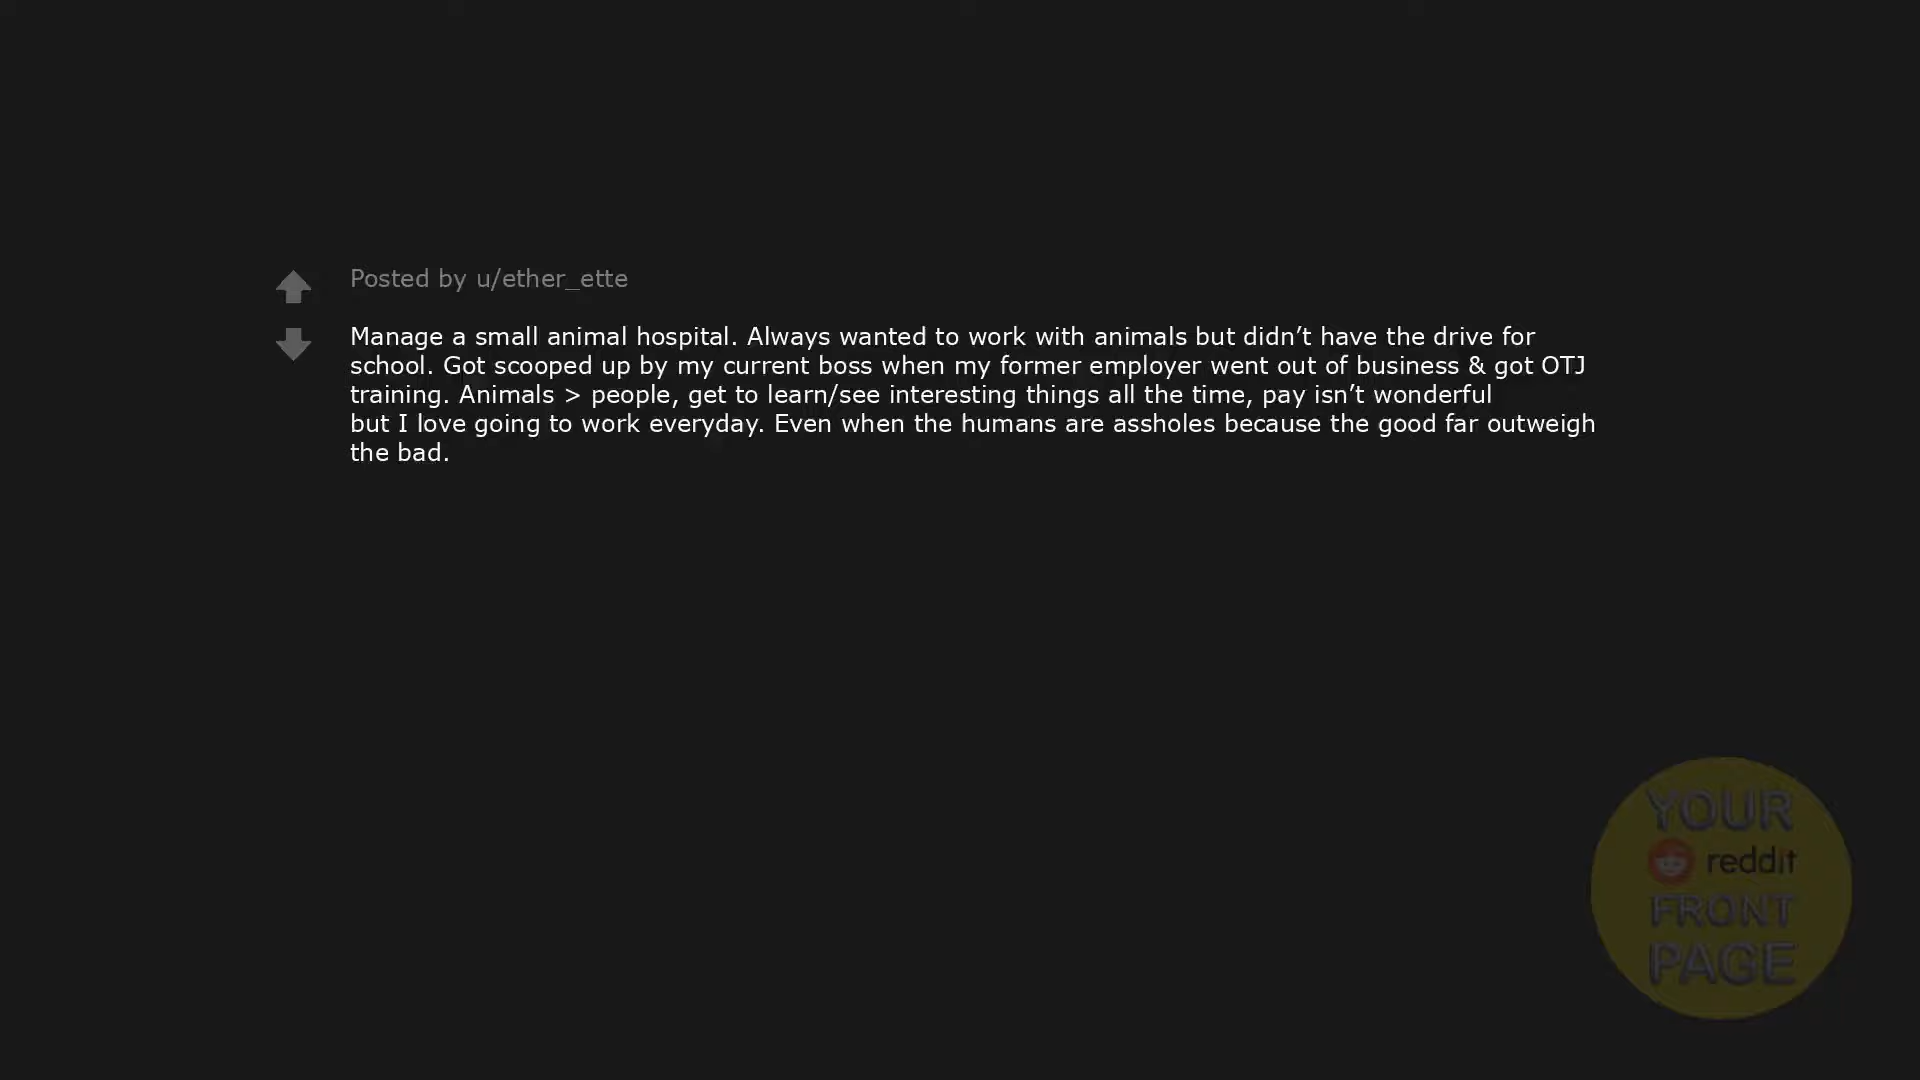 Posted by u/ether_ette
Manage a small animal hospital. Always wanted to work with animals but didn’t have the drive for
school. Got scooped up by my current boss when my former employer went out of business & got OTJ
training. Animals > people, get to learn/see interesting things all the time, pay isn’t wonderful
but I love going to work everyday. Even when the humans are assholes because the good far outweigh
the bad.
YOUR
reddit
FRONT
PAGE